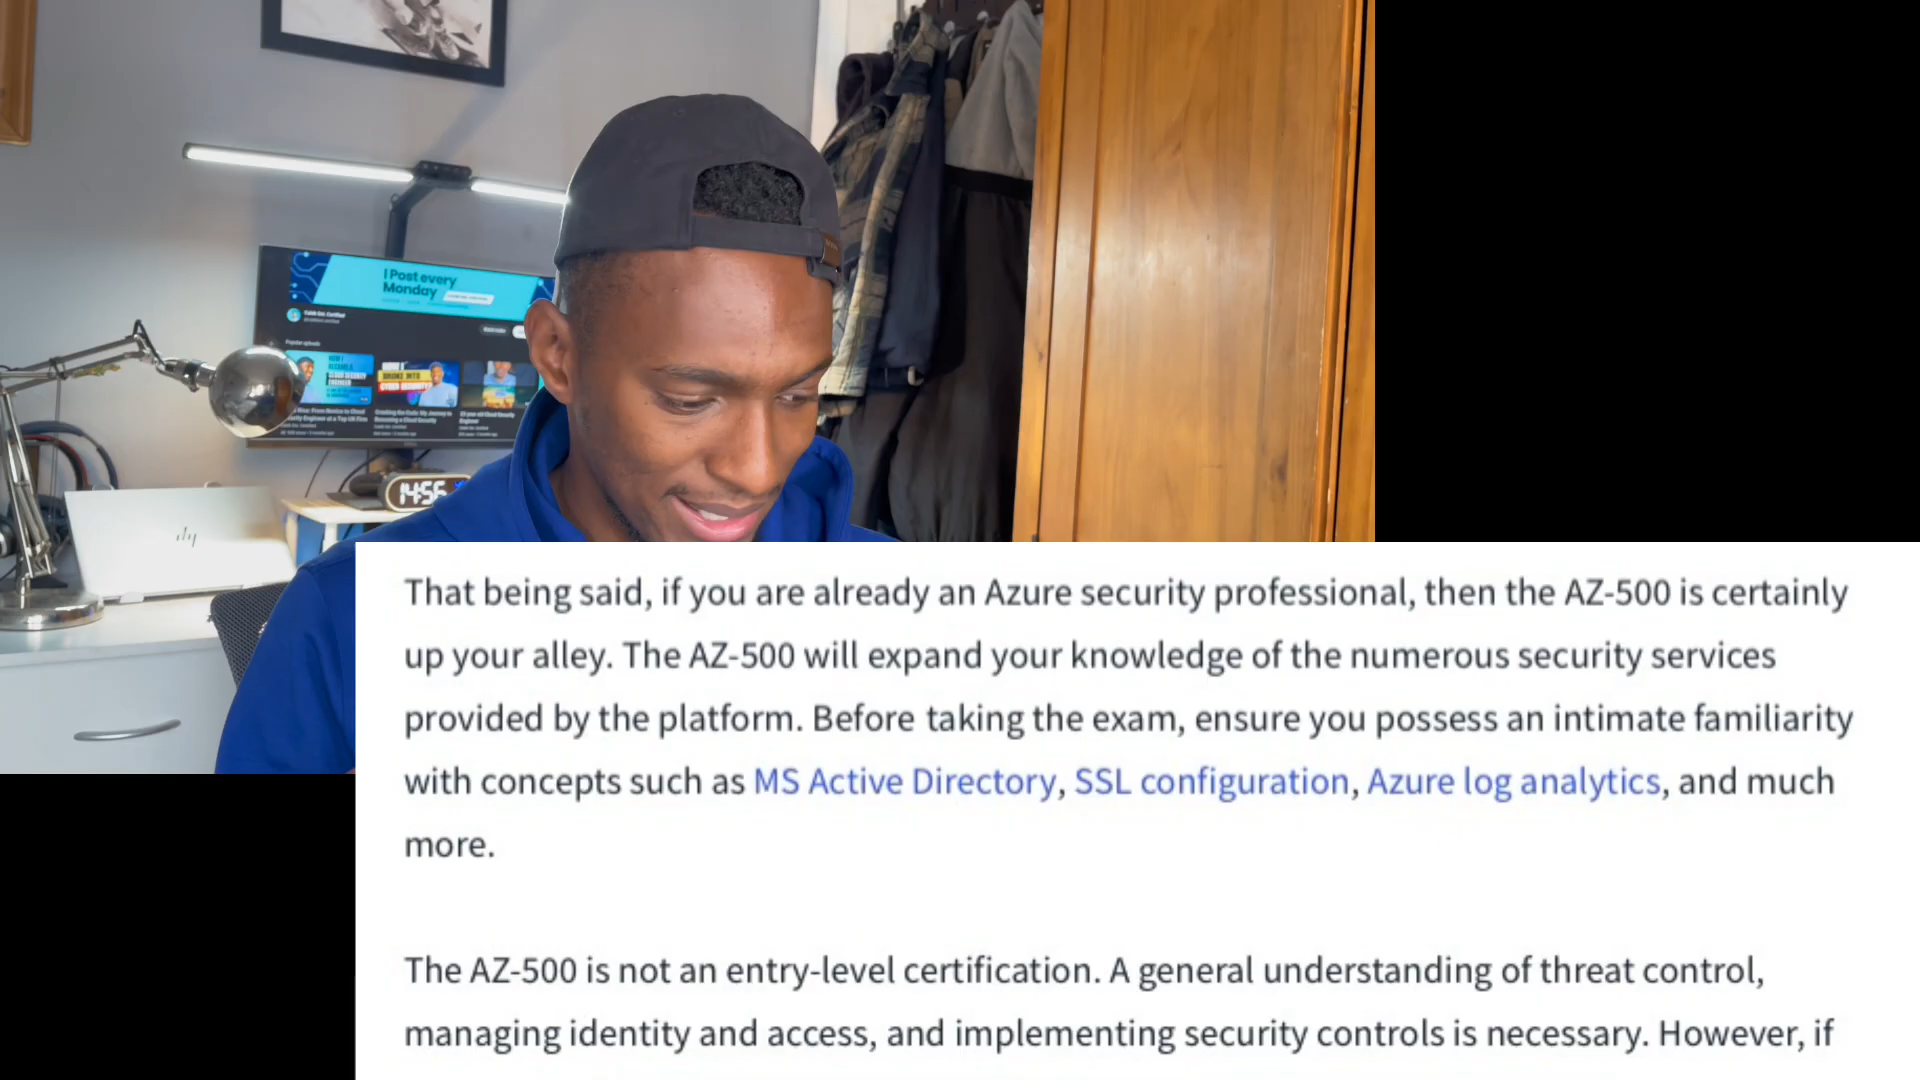 I Post every
Monday
14:56
That being said, if you are already an Azure security professional, then the AZ-500 is certainly
up your alley. The AZ-500 will expand your knowledge of the numerous security services
provided by the platform. Before taking the exam, ensure you possess an intimate familiarity
with concepts such as MS Active Directory, SSL configuration, Azure log analytics, and much
more.
The AZ-500 is not an entry-level certification. A general understanding of threat control,
managing identity and access, and implementing security controls is necessary. However, if